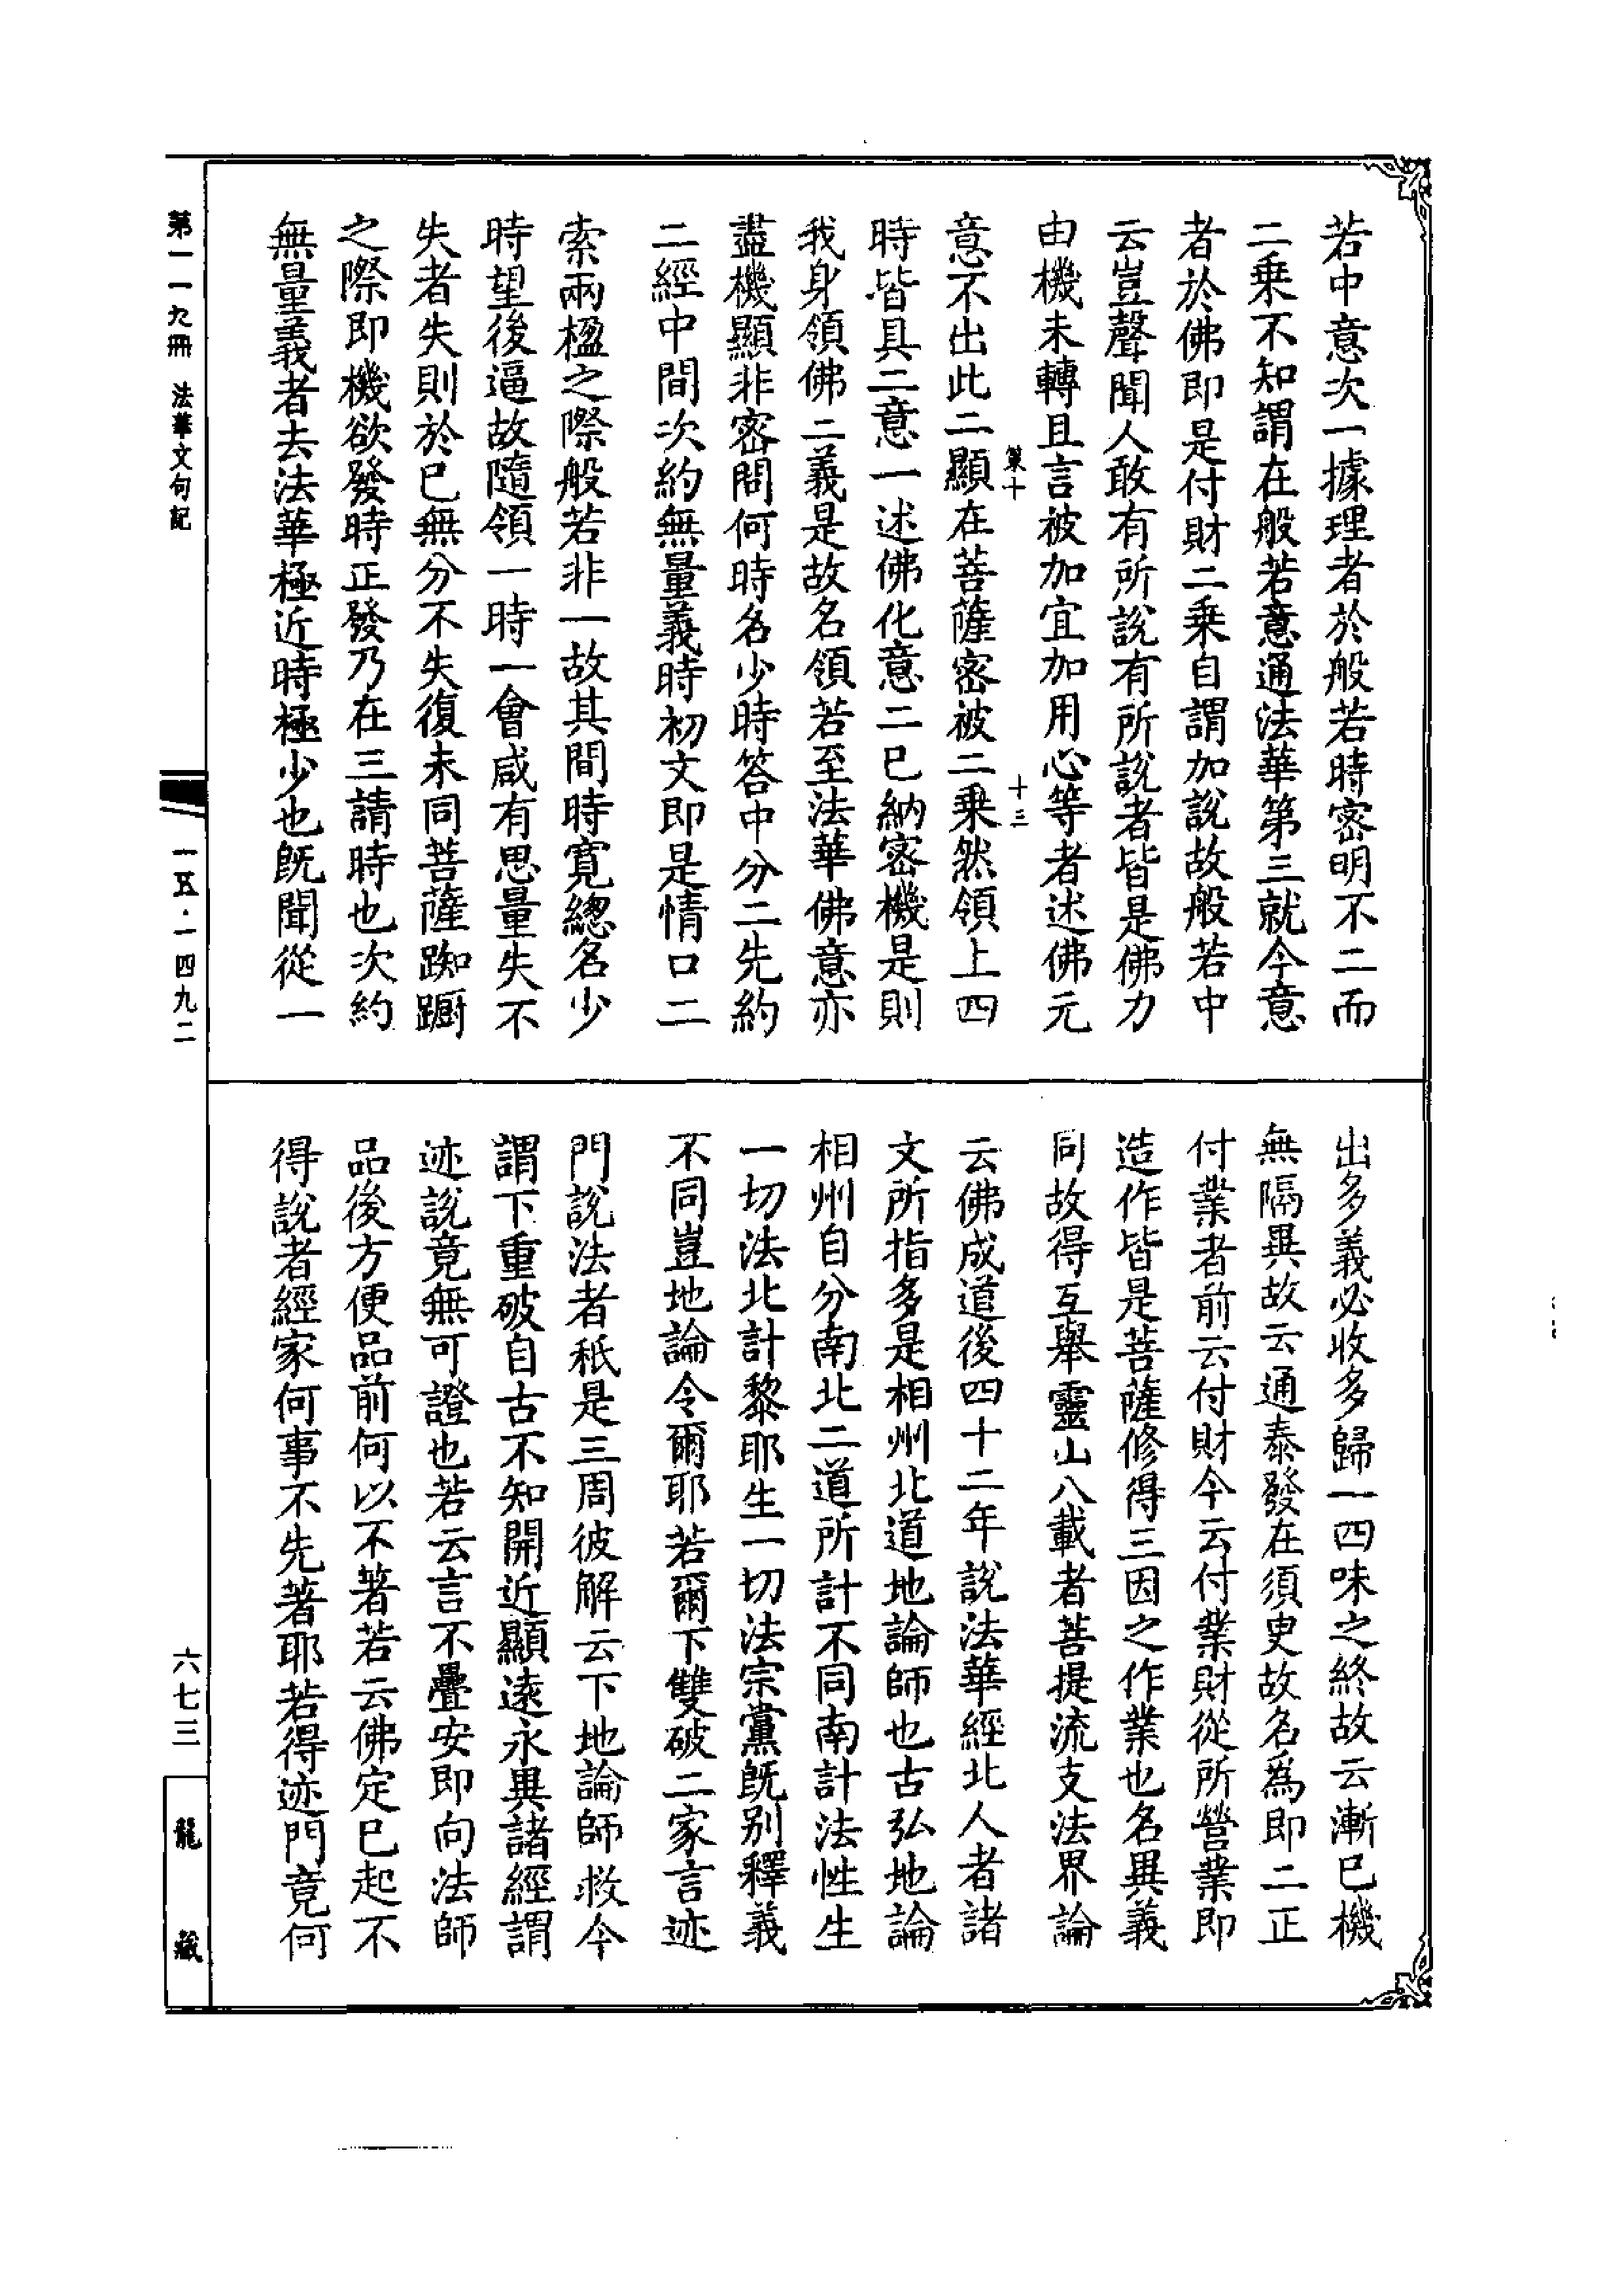 若中意次一據理者於般若時密明不二而
二乘不知謂在般若意通法華第三就今意
者於佛即是付財二乘自謂加說故般若中
云豈聲聞人敢有所說有所說者皆是佛力
由機未轉且言被加宜加用心等者述佛元
策十 十三
意不出此二顯在菩薩密被二乘然領上四
時皆具二意一述佛化意二已納密機是則
我身領佛二義是故名領若至法華佛意亦
盡機顯非密問何時名少時答中分二先約
二經中間次約無量義時初文即是情口二
索兩楹之際般若非一故其間時寬總名少
時望後逼故隨領一時一會咸有思量失不
失者失則於已無分不失復未同菩薩踟躕
之際即機欲發時正發乃在三請時也次約
無量義者去法華極近時極少也既聞從一
出多義必收多歸一四味之終故云漸已機
無隔異故云通泰發在須臾故名為即二正
付業者前云付財今云付業財從所營業即
造作皆是菩薩修得三因之作業也名異義
同故得互舉靈山八載者菩提流支法界論
云佛成道後四十二年說法華經北人者諸
文所指多是相州北道地論師也古弘地論
相州自分南北二道所計不同南計法性生
一切法北計黎耶生一切法宗黨既別釋義
不同豈地論令爾耶若爾下雙破二家言迹
門說法者秖是三周彼解云下地論師救今
謂下重破自古不知開近顯遠永異諸經謂
迹說竟無可證也若云言不疊安即向法師
品後方便品前何以不著若云佛定已起不
得說者經家何事不先著耶若得迹門竟何
第一一九冊 法華文句記
一五·一四九二
六七三
龍藏